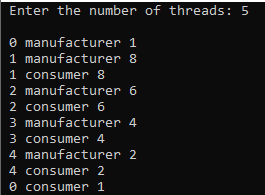 Enter the number of threads: 5
0 manufacturer 1
1 manufacturer 8
1 consumer 8
2 manufacturer 6
2 consumer 6
3 manufacturer 4
3 consumer 4
4 manufacturer 2
4 consumer 2
0 consumer 1